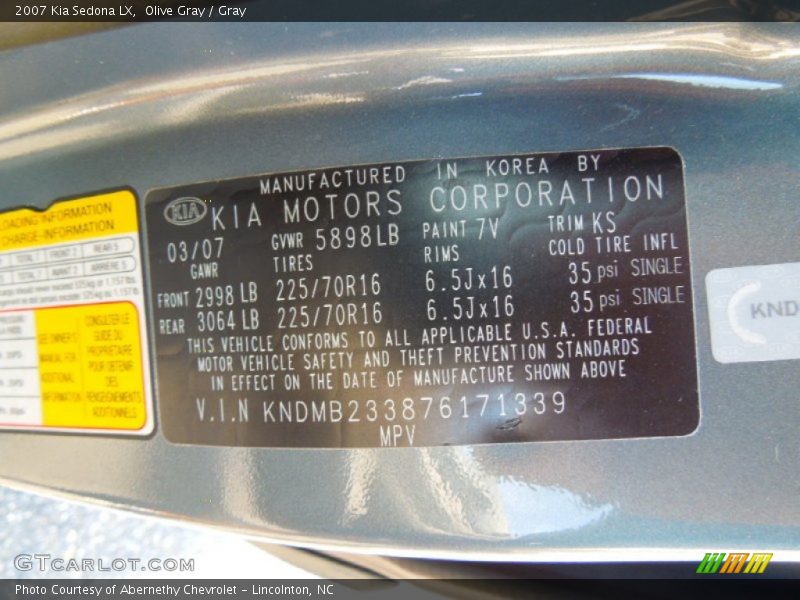 2007 Kia Sedona LX, Olive Gray / Gray
MANUFACTURED IN KOREA BY
KIA KIA MOTORS CORPORATION
03/07 GVWR 5898LB PAINT 7V TRIM KS
GAWR TIRES RIMS COLD TIRE INFL
FRONT 2998 LB 225/70R16 6.5Jx16 35 psi SINGLE
REAR 3064 LB 225/70R16 6.5Jx16 35 psi SINGLE
THIS VEHICLE CONFORMS TO ALL APPLICABLE U.S.A. FEDERAL
MOTOR VEHICLE SAFETY AND THEFT PREVENTION STANDARDS
IN EFFECT ON THE DATE OF MANUFACTURE SHOWN ABOVE
V.I.N KNDMB233876171339
MPV
LOADING INFORMATION
CHARGE-INFORMATION
SEE OWNER'S
MANUAL FOR
ADDITIONAL
INFORMATION
CONSULTER LE
GUIDE DU
PROPRIETAIRE
POUR OBTENIR
DES
RENSEIGNEMENTS
ADDITIONNELS
KND
GTCARLOT.COM
Photo Courtesy of Abernethy Chevrolet - Lincolnton, NC